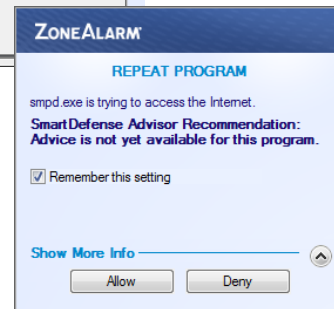 ZONEALARM
REPEAT PROGRAM
smpd.exe is trying to access the Internet.
SmartDefense Advisor Recommendation:
Advice is not yet available for this program.
Remember this setting
Show More Info
Allow Deny